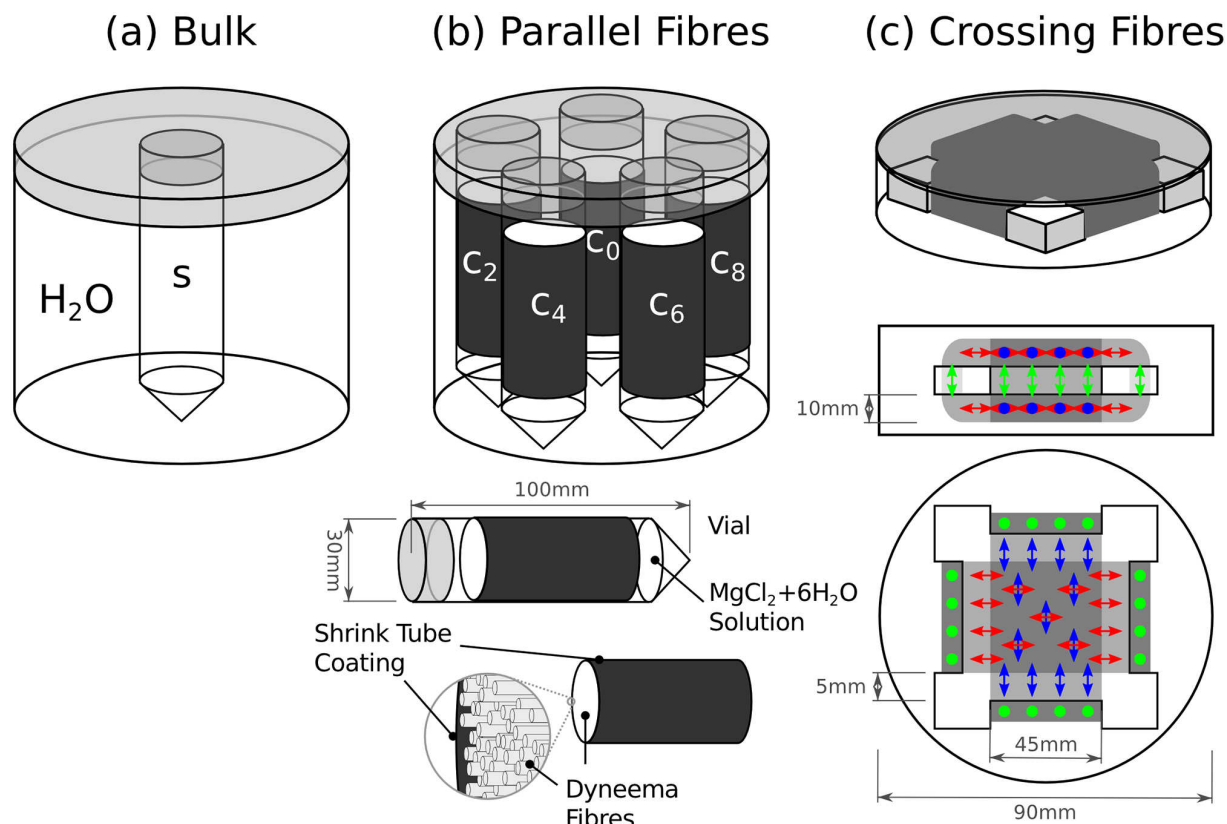 (a) Bulk
(b) Parallel Fibres
(c) Crossing Fibres
H₂O
S
C₂
C₀
C₈
C₄
C₆
10mm
100mm
30mm
Vial
MgCl₂+6H₂O
Solution
Shrink Tube
Coating
Dyneema
Fibres
5mm
45mm
90mm